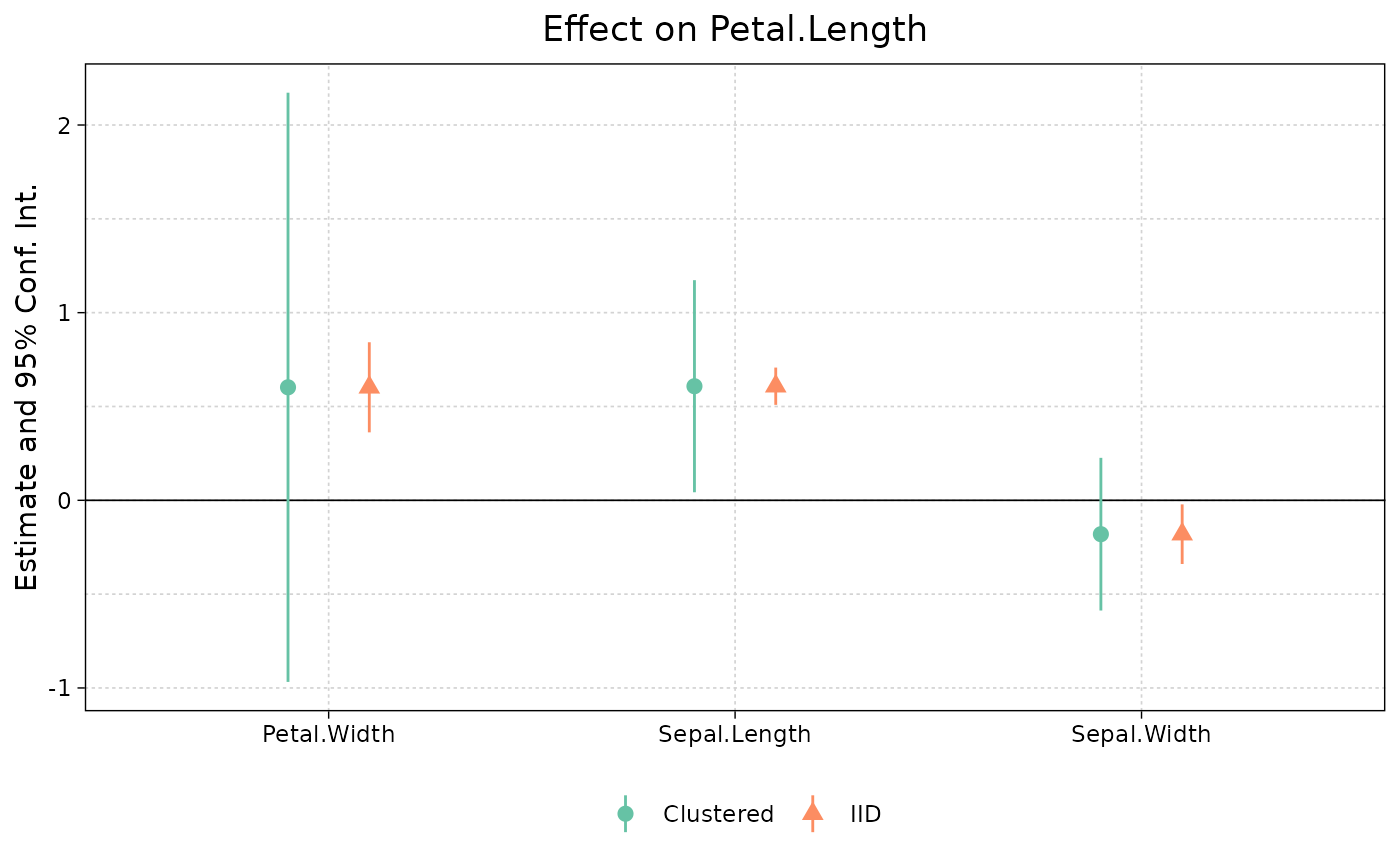 Effect on Petal.Length
Estimate and 95% Conf. Int.
2
1
0
-1
Petal.Width Sepal.Length Sepal.Width
Clustered IID